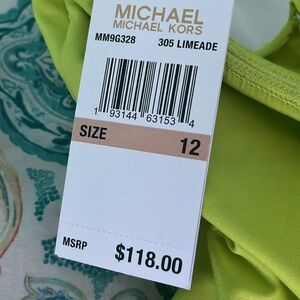 MICHAEL
MICHAEL KORS
MM9G328 305 LIMEADE
1 93144 63153 4
SIZE 12
MSRP $118.00